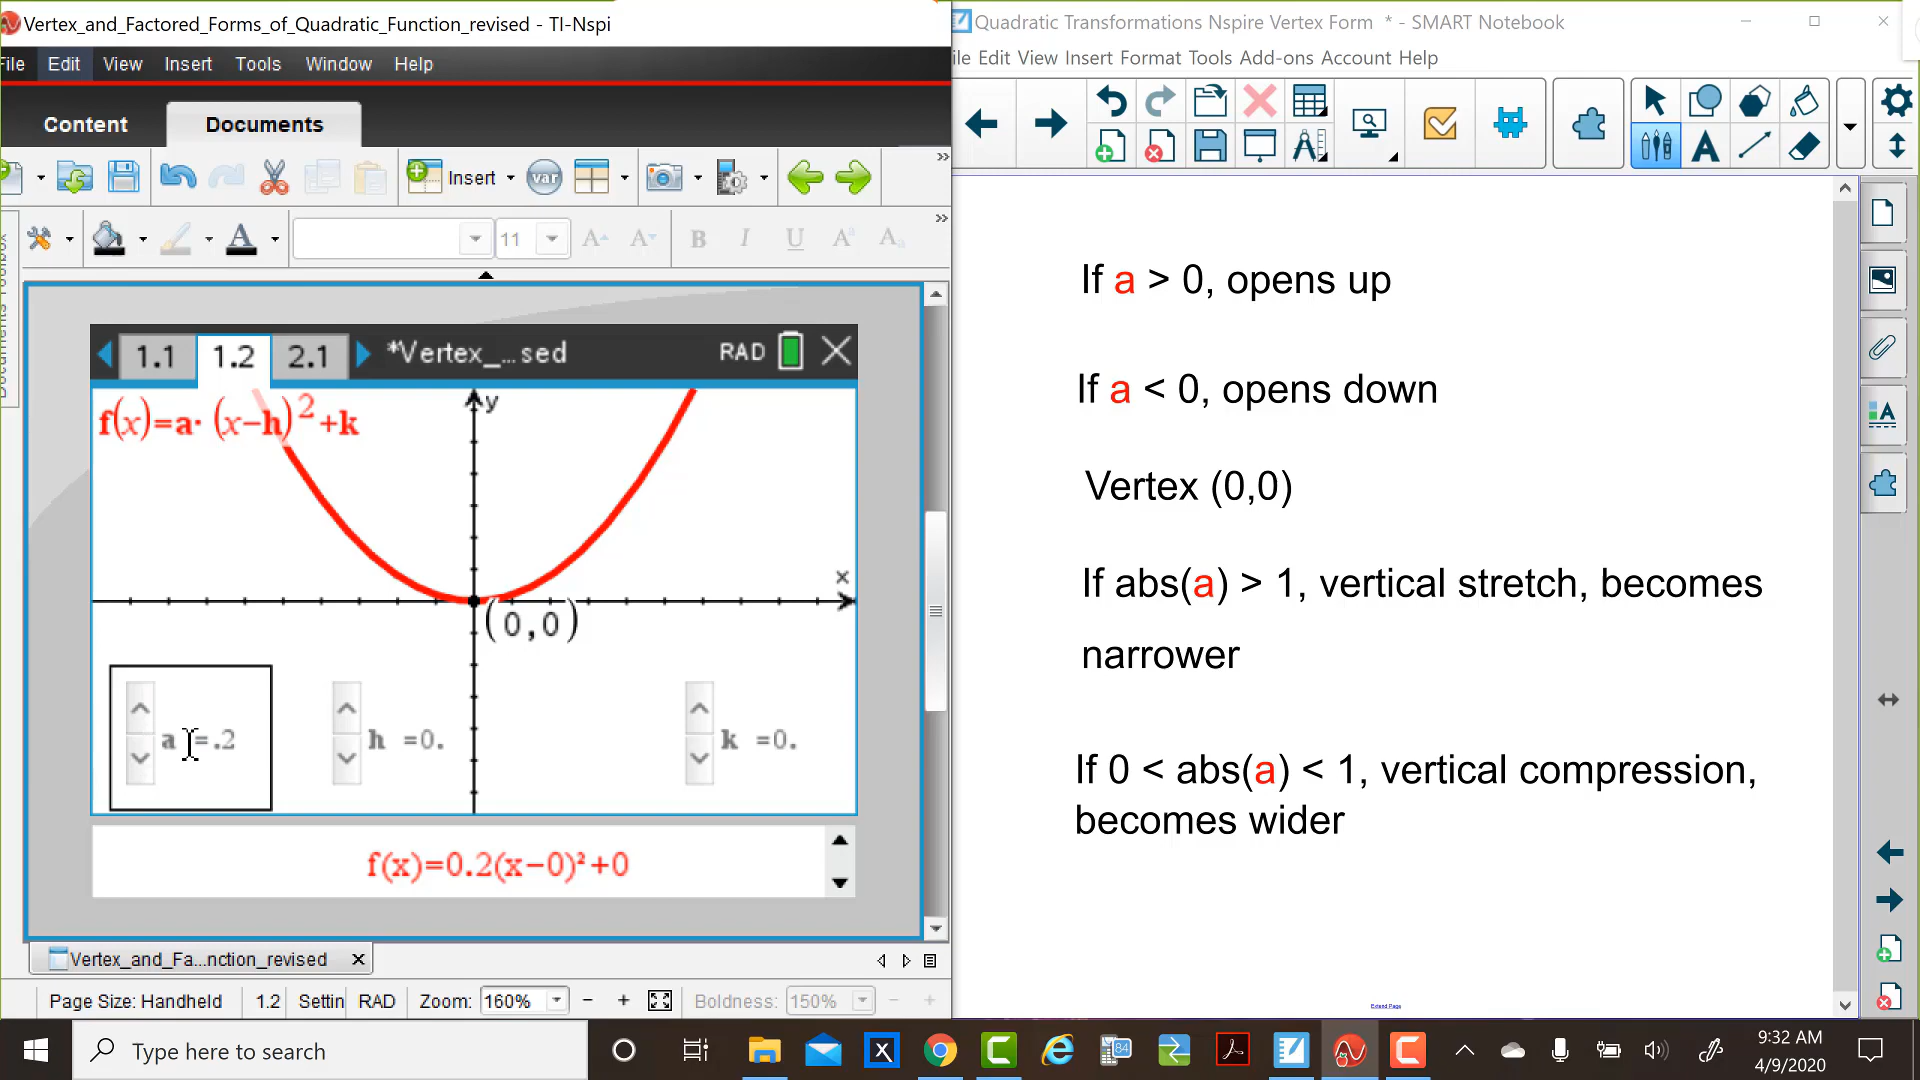 Vertex_and_Factored_Forms_of_Quadratic_Function_revised - TI-Nspi
File Edit View Insert Tools Window Help
Content Documents
Insert var
11 A A B I U A A
1.1 1.2 2.1 *Vertex_... sed RAD
f(x)=a· (x-h)² +k
y
x
(0,0)
a =.2 h =0. k =0.
f(x)=0.2(x-0)²+0
Vertex_and_Fa...nction_revised
Page Size: Handheld 1.2 Settin RAD Zoom: 160% - + Boldness: 150% - +
Quadratic Transformations Nspire Vertex Form * - SMART Notebook
ile Edit View Insert Format Tools Add-ons Account Help
If a > 0, opens up
If a < 0, opens down
Vertex (0,0)
If abs(a) > 1, vertical stretch, becomes
narrower
If 0 < abs(a) < 1, vertical compression,
becomes wider
Extend Page
Type here to search
84
9:32 AM
4/9/2020